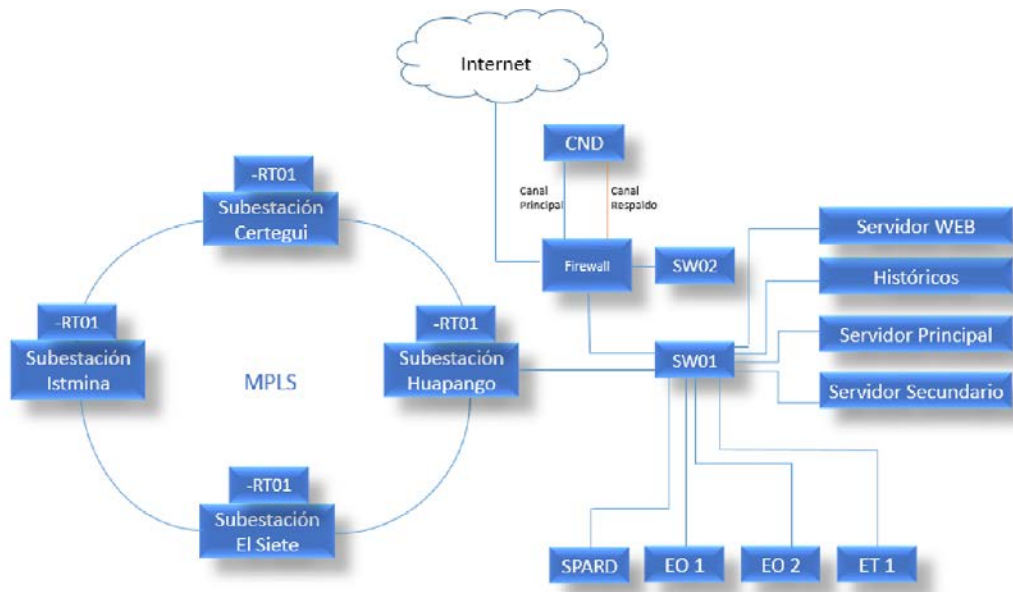 Internet
CND
Canal
Principal
Canal
Respaldo
Firewall
SW02
-RT01
Subestación
Certegui
-RT01
Subestación
Istmina
MPLS
-RT01
Subestación
Huapango
-RT01
Subestación
El Siete
SW01
Servidor WEB
Históricos
Servidor Principal
Servidor Secundario
SPARD
EO 1
EO 2
ET 1